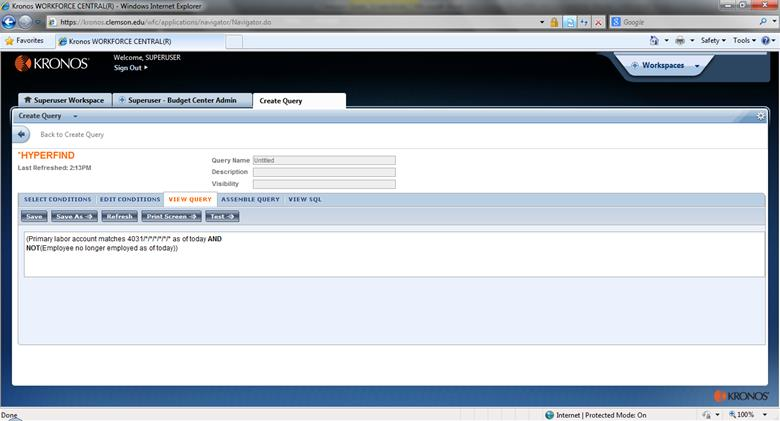 Kronos WORKFORCE CENTRAL(R) - Windows Internet Explorer
https://kronos.clemson.edu/wfc/applications/navigator/Navigator.do
Google
Favorites
Kronos WORKFORCE CENTRAL(R)
Safety
Tools
KRONOS
Welcome, SUPERUSER
Sign Out
Workspaces
Superuser Workspace
Superuser - Budget Center Admin
Create Query
Create Query
Back to Create Query
*HYPERFIND
Last Refreshed: 2:13PM
Query Name Untitled
Description
Visibility
SELECT CONDITIONS EDIT CONDITIONS VIEW QUERY ASSEMBLE QUERY VIEW SQL
Save Save As Refresh Print Screen Test
(Primary labor account matches 4031/*/*/*/*/*/* as of today AND
NOT(Employee no longer employed as of today))
KRONOS
Done
Internet | Protected Mode: On
100%